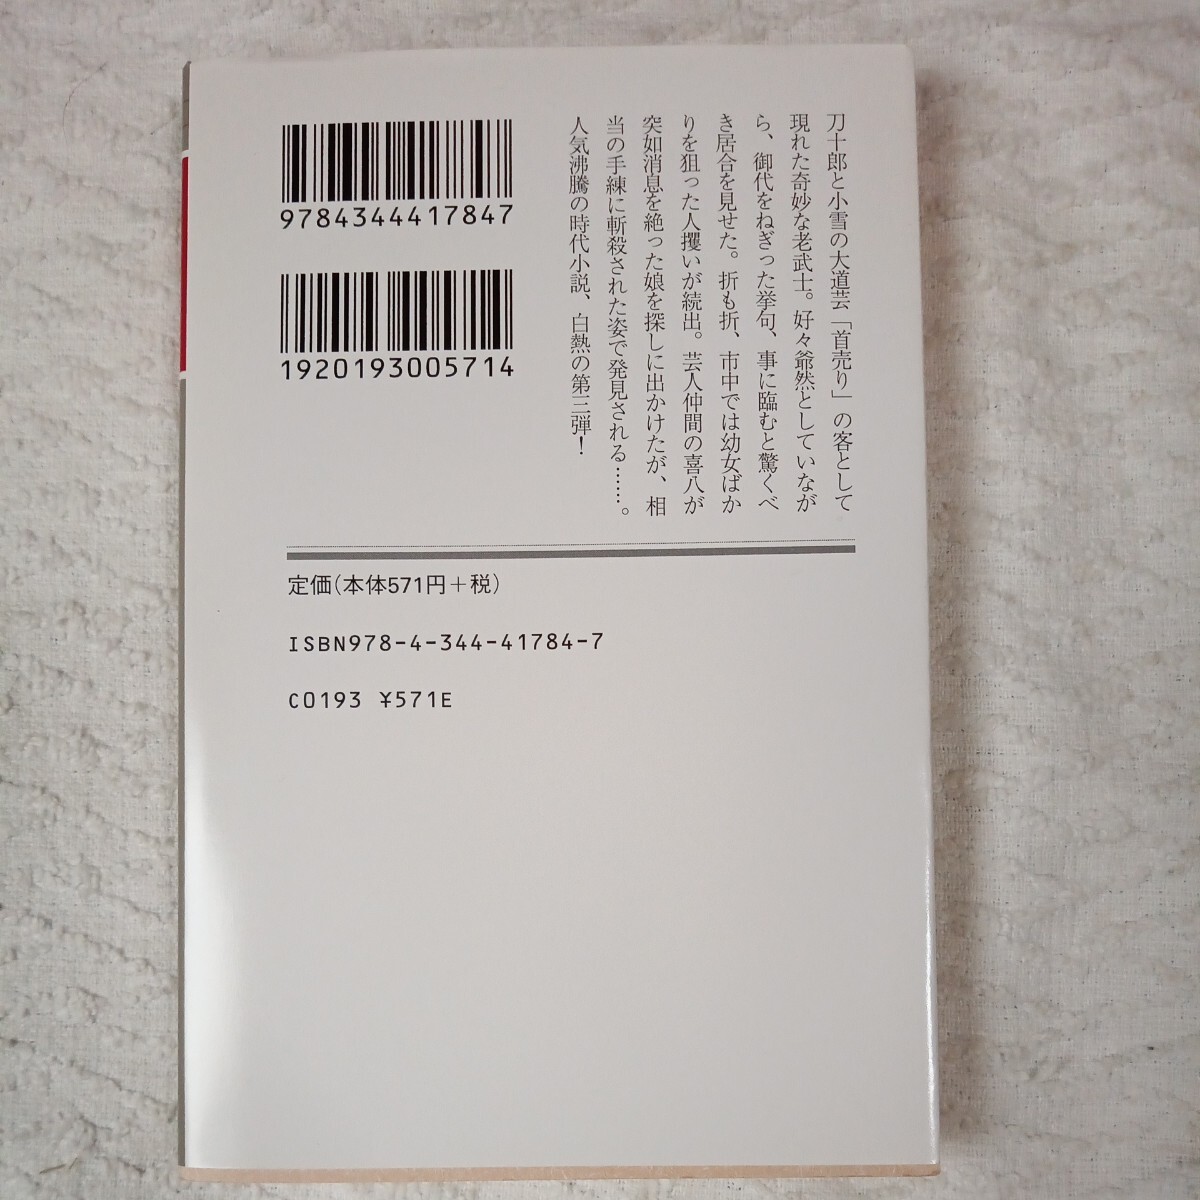 刀十郎と小雪の大道芸「首売り」の客として
現れた奇妙な老武士。好々爺然としていなが
ら、御代をねぎった挙句、事に臨むと驚くべ
き居合を見せた。折も折、市中では幼女ばか
りを狙った人攫いが続出。芸人仲間の喜八が
突如消息を絶った娘を探しに出かけたが、相
当の手練に斬殺された姿で発見される……。
人気沸騰の時代小説、白熱の第三弾！
9784344417847
1920193005714
定価（本体571円＋税）
ISBN978-4-344-41784-7
C0193 ¥571E